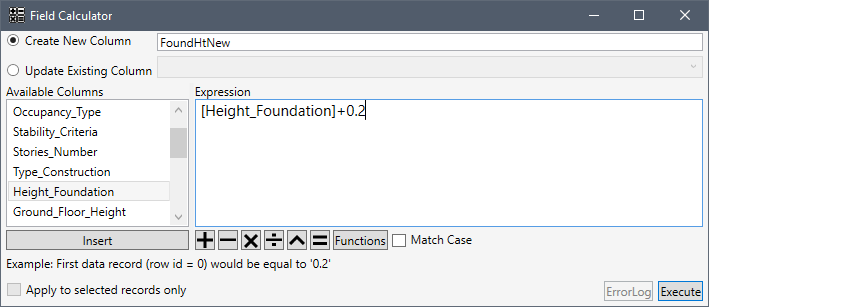 Field Calculator
Create New Column
FoundHtNew
Update Existing Column
Available Columns
Expression
Occupancy_Type
Stability_Criteria
Stories_Number
Type_Construction
Height_Foundation
Ground_Floor_Height
[Height_Foundation]+0.2
Insert
Functions
Match Case
Example: First data record (row id = 0) would be equal to '0.2'
Apply to selected records only
ErrorLog
Execute